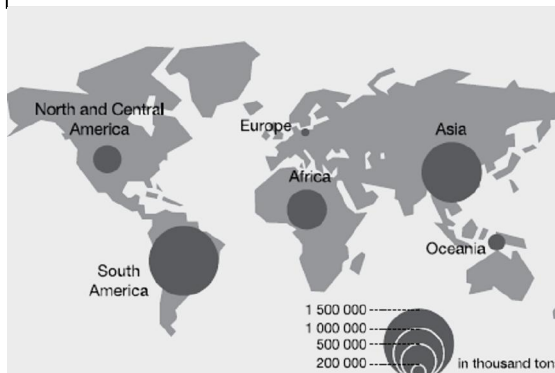 North and Central
America
Europe
Asia
Africa
Oceania
South
America
1 500 000
1 000 000
500 000
200 000
in thousand ton